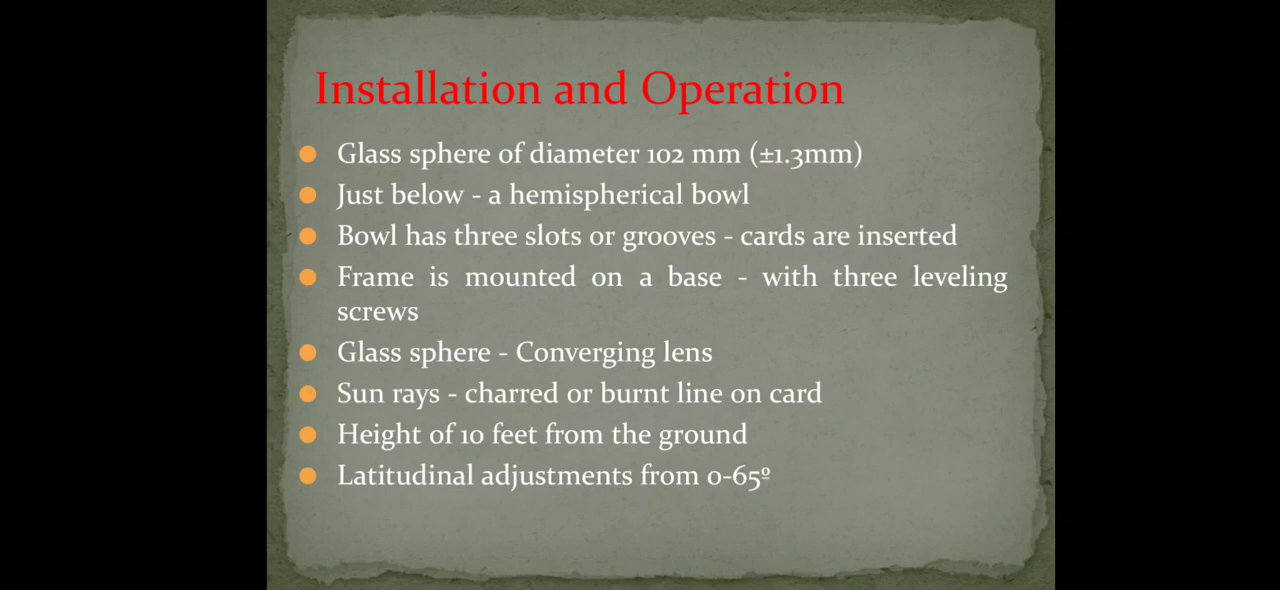 Installation and Operation
Glass sphere of diameter 102 mm (±1.3mm)
Just below - a hemispherical bowl
Bowl has three slots or grooves - cards are inserted
Frame is mounted on a base - with three leveling
screws
Glass sphere - Converging lens
Sun rays - charred or burnt line on card
Height of 10 feet from the ground
Latitudinal adjustments from 0-65º